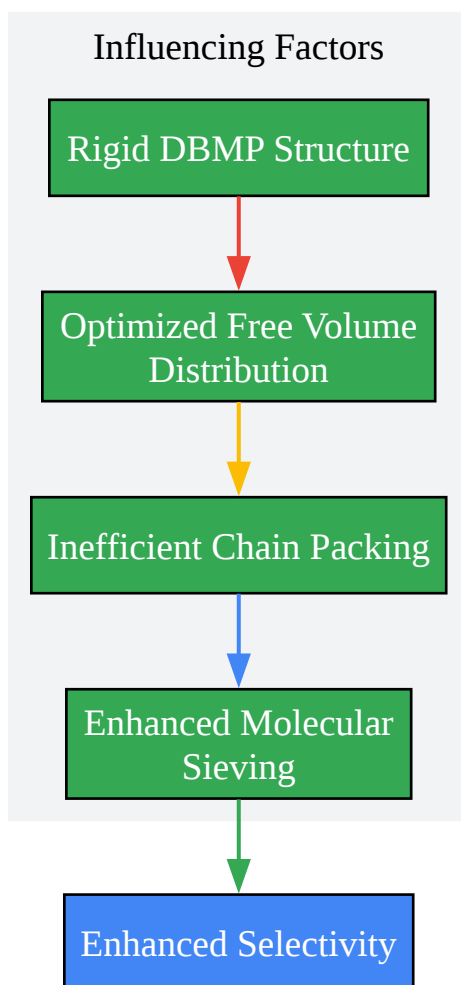 Influencing Factors
Rigid DBMP Structure
Optimized Free Volume
Distribution
Inefficient Chain Packing
Enhanced Molecular
Sieving
Enhanced Selectivity